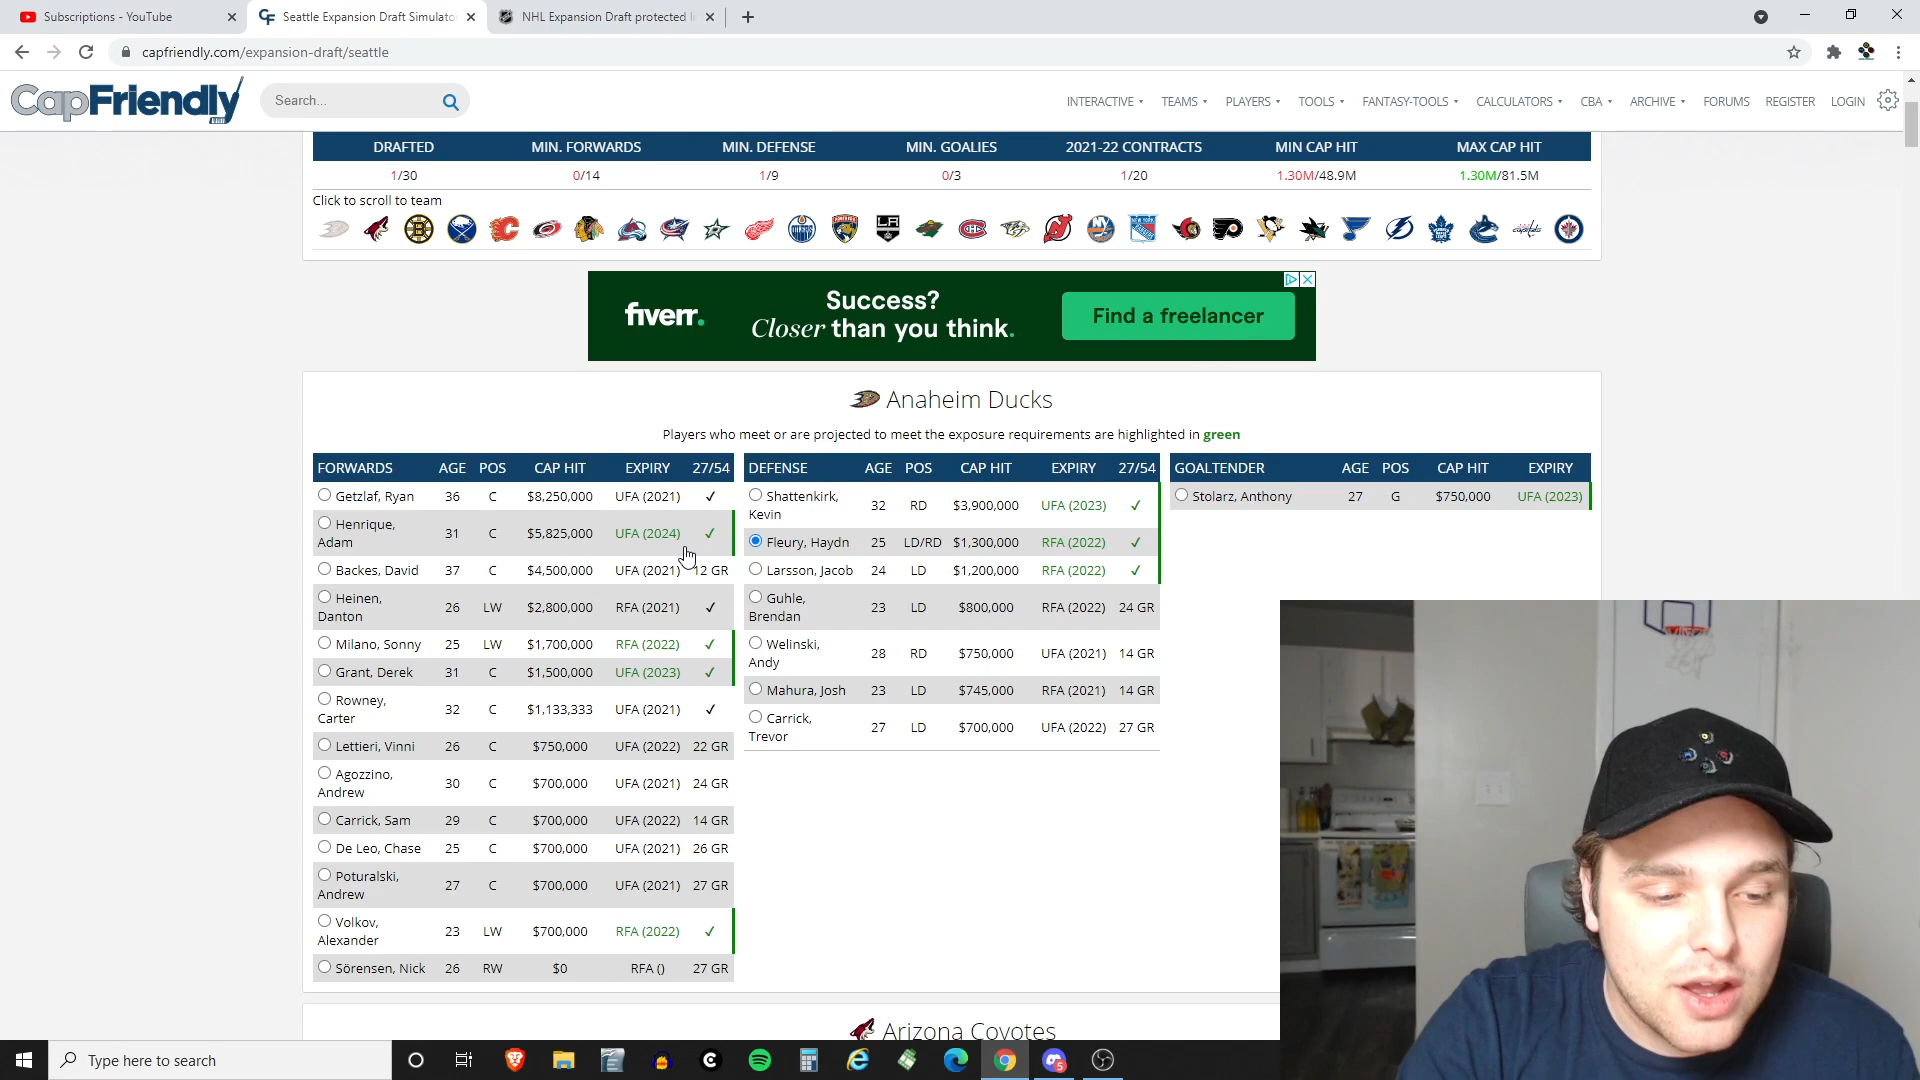 Subscriptions - YouTube
Seattle Expansion Draft Simulator
NHL Expansion Draft protected li
capfriendly.com/expansion-draft/seattle
CapFriendly
Search...
INTERACTIVE
TEAMS
PLAYERS
TOOLS
FANTASY-TOOLS
CALCULATORS
CBA
ARCHIVE
FORUMS
REGISTER
LOGIN
DRAFTED MIN. FORWARDS MIN. DEFENSE MIN. GOALIES 2021-22 CONTRACTS MIN CAP HIT MAX CAP HIT
1/30 0/14 1/9 0/3 1/20 1.30M/48.9M 1.30M/81.5M
Click to scroll to team
fiverr.
Success?
Closer than you think.
Find a freelancer
Anaheim Ducks
Players who meet or are projected to meet the exposure requirements are highlighted in green
FORWARDS AGE POS CAP HIT EXPIRY 27/54
Getzlaf, Ryan 36 C $8,250,000 UFA (2021) ✓
Henrique, Adam 31 C $5,825,000 UFA (2024) ✓
Backes, David 37 C $4,500,000 UFA (2021) 12 GR
Heinen, Danton 26 LW $2,800,000 RFA (2021) ✓
Milano, Sonny 25 LW $1,700,000 RFA (2022) ✓
Grant, Derek 31 C $1,500,000 UFA (2023) ✓
Rowney, Carter 32 C $1,133,333 UFA (2021) ✓
Lettieri, Vinni 26 C $750,000 UFA (2022) 22 GR
Agozzino, Andrew 30 C $700,000 UFA (2021) 24 GR
Carrick, Sam 29 C $700,000 UFA (2022) 14 GR
De Leo, Chase 25 C $700,000 UFA (2021) 26 GR
Poturalski, Andrew 27 C $700,000 UFA (2021) 27 GR
Volkov, Alexander 23 LW $700,000 RFA (2022) ✓
Sörensen, Nick 26 RW $0 RFA () 27 GR
DEFENSE AGE POS CAP HIT EXPIRY 27/54
Shattenkirk, Kevin 32 RD $3,900,000 UFA (2023) ✓
Fleury, Haydn 25 LD/RD $1,300,000 RFA (2022) ✓
Larsson, Jacob 24 LD $1,200,000 RFA (2022) ✓
Guhle, Brendan 23 LD $800,000 RFA (2022) 24 GR
Welinski, Andy 28 RD $750,000 UFA (2021) 14 GR
Mahura, Josh 23 LD $745,000 RFA (2021) 14 GR
Carrick, Trevor 27 LD $700,000 UFA (2022) 27 GR
GOALTENDER AGE POS CAP HIT EXPIRY
Stolarz, Anthony 27 G $750,000 UFA (2023)
Arizona Coyotes
Type here to search